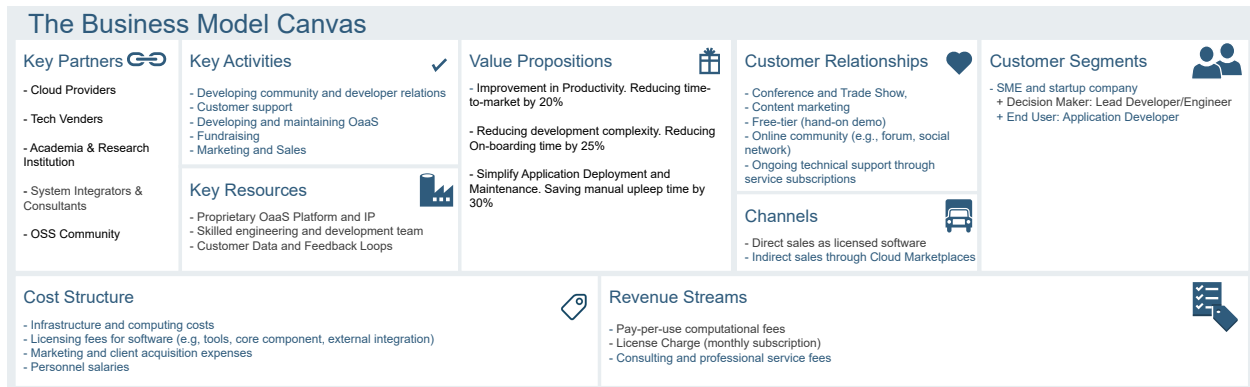 The Business Model Canvas
Key Partners
- Cloud Providers
- Tech Venders
- Academia & Research
Institution
- System Integrators &
Consultants
- OSS Community
Key Activities
- Developing community and developer relations
- Customer support
- Developing and maintaining OaaS
- Fundraising
- Marketing and Sales
Key Resources
- Proprietary OaaS Platform and IP
- Skilled engineering and development team
- Customer Data and Feedback Loops
Value Propositions
- Improvement in Productivity. Reducing time-
to-market by 20%
- Reducing development complexity. Reducing
On-boarding time by 25%
- Simplify Application Deployment and
Maintenance. Saving manual upleep time by
30%
Customer Relationships
- Conference and Trade Show,
- Content marketing
- Free-tier (hand-on demo)
- Online community (e.g., forum, social
network)
- Ongoing technical support through
service subscriptions
Channels
- Direct sales as licensed software
- Indirect sales through Cloud Marketplaces
Customer Segments
- SME and startup company
+ Decision Maker: Lead Developer/Engineer
+ End User: Application Developer
Cost Structure
- Infrastructure and computing costs
- Licensing fees for software (e.g, tools, core component, external integration)
- Marketing and client acquisition expenses
- Personnel salaries
Revenue Streams
- Pay-per-use computational fees
- License Charge (monthly subscription)
- Consulting and professional service fees